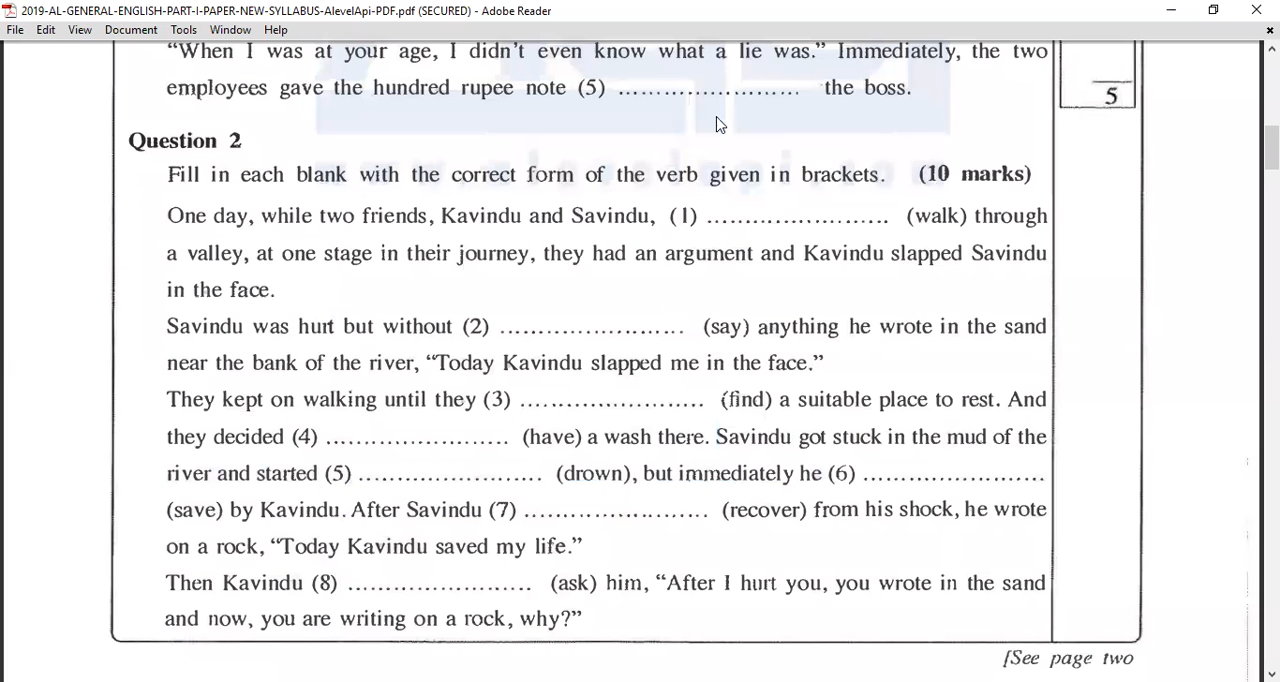 2019-AL-GENERAL-ENGLISH-PART-I-PAPER-NEW-SYLLABUS-AlevelApi-PDF.pdf (SECURED) - Adobe Reader
File Edit View Document Tools Window Help
“When I was at your age, I didn’t even know what a lie was.” Immediately, the two
employees gave the hundred rupee note (5) ........................ the boss.
5
Question 2
Fill in each blank with the correct form of the verb given in brackets. (10 marks)
One day, while two friends, Kavindu and Savindu, (1) ........................ (walk) through
a valley, at one stage in their journey, they had an argument and Kavindu slapped Savindu
in the face.
Savindu was hurt but without (2) ........................ (say) anything he wrote in the sand
near the bank of the river, “Today Kavindu slapped me in the face.”
They kept on walking until they (3) ........................ (find) a suitable place to rest. And
they decided (4) ........................ (have) a wash there. Savindu got stuck in the mud of the
river and started (5) ........................ (drown), but immediately he (6) ........................
(save) by Kavindu. After Savindu (7) ........................ (recover) from his shock, he wrote
on a rock, “Today Kavindu saved my life.”
Then Kavindu (8) ........................ (ask) him, “After I hurt you, you wrote in the sand
and now, you are writing on a rock, why?”
[See page two